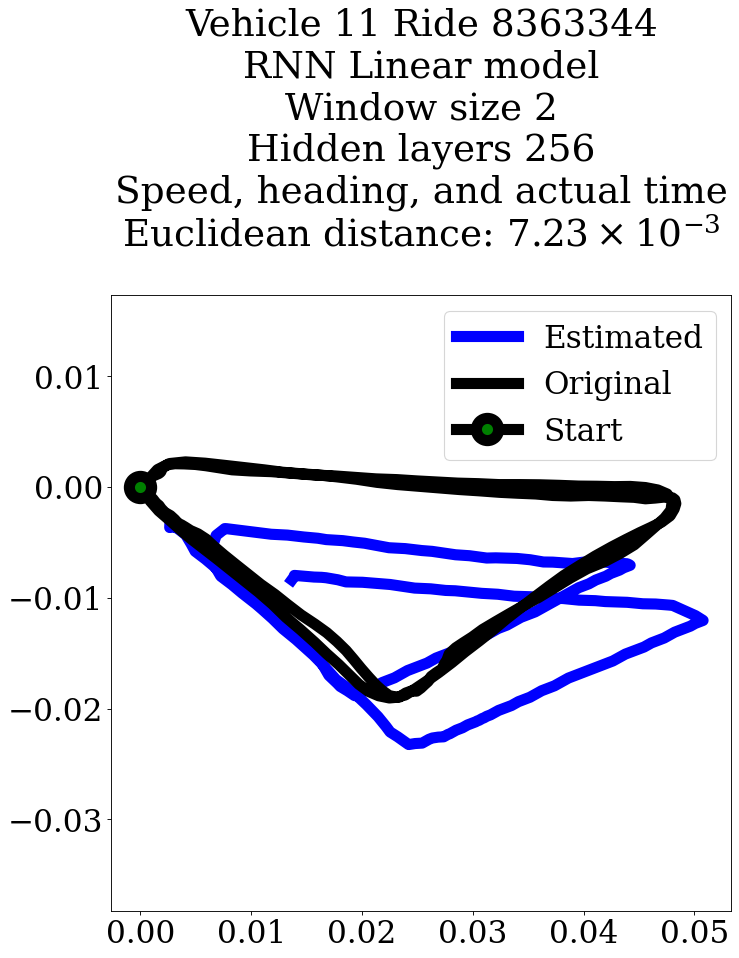 Vehicle 11 Ride 8363344
RNN Linear model
Window size 2
Hidden layers 256
Speed, heading, and actual time
Euclidean distance: 7.23 × 10⁻³
Estimated
Original
Start
0.01
0.00
−0.01
−0.02
−0.03
0.00 0.01 0.02 0.03 0.04 0.05